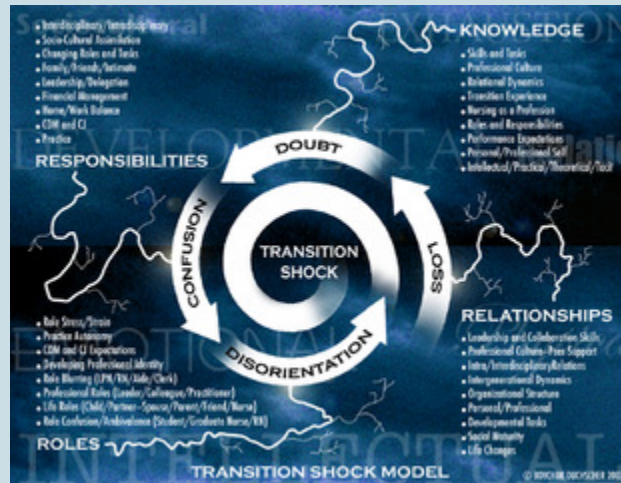 Interdisciplinary/Intradisciplinary
Socio-Cultural Assimilation
Changing Roles and Tasks
Family/Friends/Intimate
Leadership/Delegation
Financial Management
Home/Work Balance
CDM and CJ
Practice
RESPONSIBILITIES
KNOWLEDGE
Skills and Tasks
Professional Culture
Relational Dynamics
Transition Experience
Nursing as a Profession
Roles and Responsibilities
Performance Expectations
Personal/Professional Self
Intellectual/Practical/Theoretical/Tacit
DOUBT
CONFUSION
TRANSITION
SHOCK
LOSS
DISORIENTATION
Role Stress/Strain
Practice Autonomy
CDM and CJ Expectations
Developing Professional Identity
Role Blurring (LPN/RN/Aide/Clerk)
Professional Roles (Leader/Colleague/Practitioner)
Life Roles (Child/Partner-Spouse/Parent/Friend/Nurse)
Role Confusion/Ambivalence (Student/Graduate Nurse/RN)
ROLES
RELATIONSHIPS
Leadership and Collaboration Skills
Professional Culture-Peer Support
Intra/Interdisciplinary Relations
Intergenerational Dynamics
Organizational Structure
Personal/Professional
Developmental Tasks
Social Maturity
Life Changes
EMOTIONAL
INTELLECTUAL
TRANSITION SHOCK MODEL